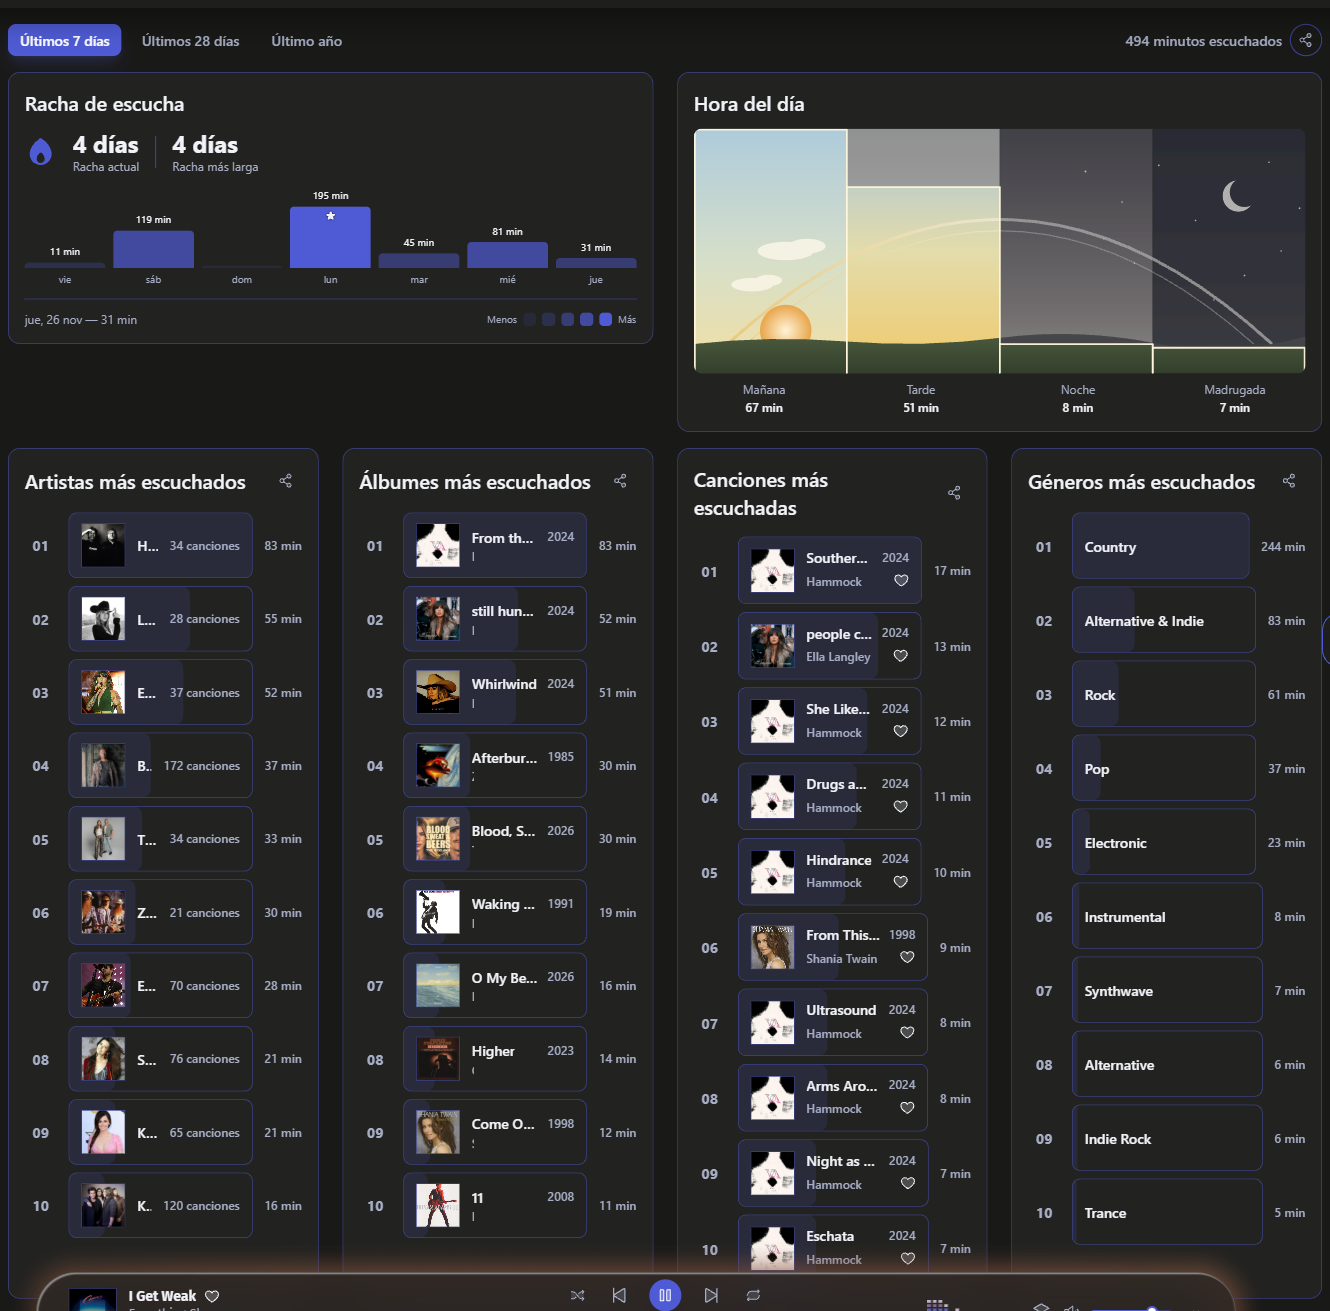 Últimos 7 días
Últimos 28 días
Último año
494 minutos escuchados
Racha de escucha
4 días
Racha actual
4 días
Racha más larga
11 min
119 min
195 min
45 min
81 min
31 min
vie
sáb
dom
lun
mar
mié
jue
jue, 26 nov — 31 min
Menos
Más
Hora del día
Mañana
67 min
Tarde
51 min
Noche
8 min
Madrugada
7 min
Artistas más escuchados
01
H...
34 canciones
83 min
02
L...
28 canciones
55 min
03
E...
37 canciones
52 min
04
B..
172 canciones
37 min
05
T...
34 canciones
33 min
06
Z...
21 canciones
30 min
07
E...
70 canciones
28 min
08
S...
76 canciones
21 min
09
K...
65 canciones
21 min
10
K..
120 canciones
16 min
Álbumes más escuchados
01
From th...
2024
83 min
02
still hun...
2024
52 min
03
Whirlwind
2024
51 min
04
Afterbur...
1985
30 min
05
BLOOD
SWEAT &
BEERS
Blood, S...
2026
30 min
06
Waking ...
1991
19 min
07
O My Be...
2026
16 min
08
Higher
2023
14 min
09
SHANIA TWAIN
Come O...
1998
12 min
10
11
2008
11 min
Canciones más
escuchadas
01
Souther...
2024
Hammock
17 min
02
people c...
2024
Ella Langley
13 min
03
She Like...
2024
Hammock
12 min
04
Drugs a...
2024
Hammock
11 min
05
Hindrance
2024
Hammock
10 min
06
From This...
1998
Shania Twain
9 min
07
Ultrasound
2024
Hammock
8 min
08
Arms Aro...
2024
Hammock
8 min
09
Night as ...
2024
Hammock
7 min
10
Eschata
2024
Hammock
7 min
Géneros más escuchados
01
Country
244 min
02
Alternative & Indie
83 min
03
Rock
61 min
04
Pop
37 min
05
Electronic
23 min
06
Instrumental
8 min
07
Synthwave
7 min
08
Alternative
6 min
09
Indie Rock
6 min
10
Trance
5 min
I Get Weak